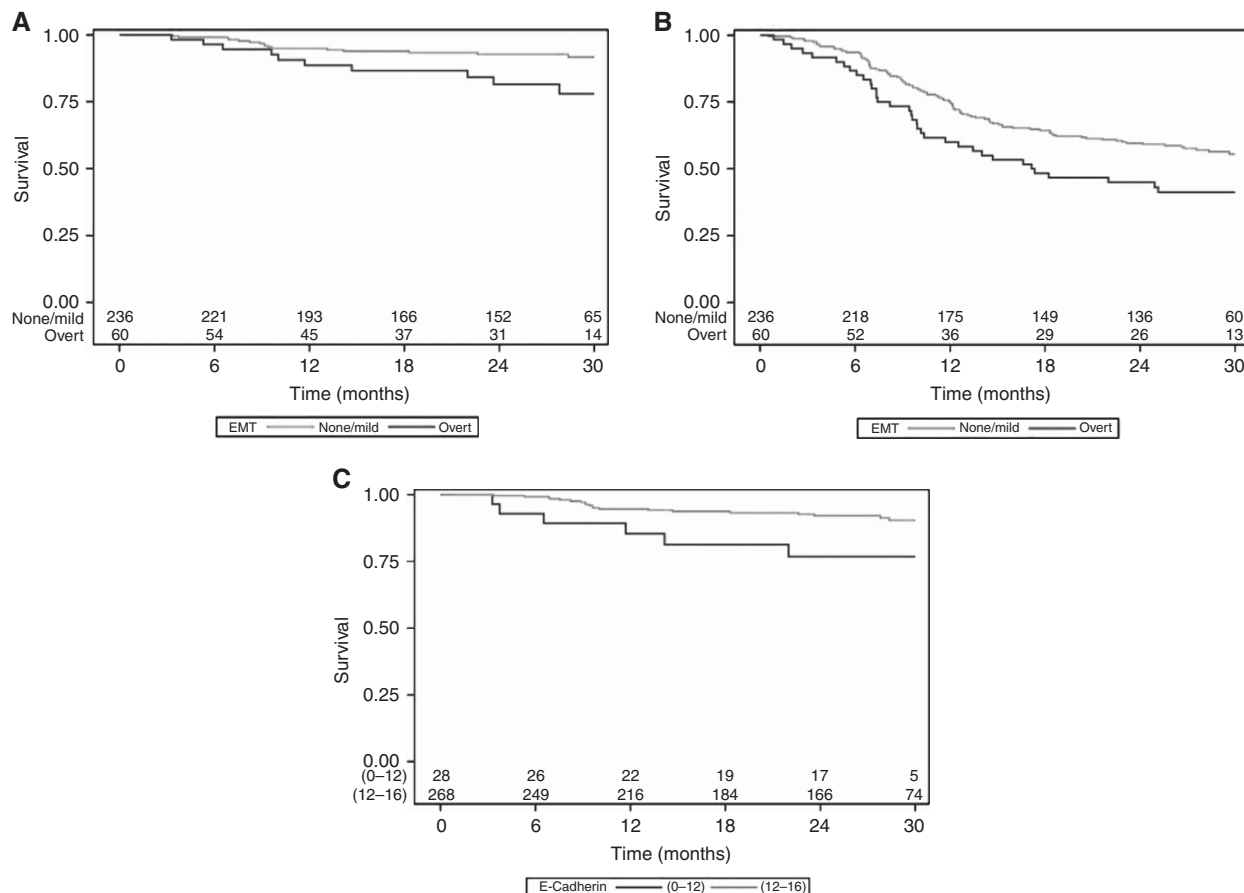 A
1.00
0.75
0.50
0.25
0.00
Survival
None/mild 236 221 193 166 152 65
Overt 60 54 45 37 31 14
0 6 12 18 24 30
Time (months)
EMT None/mild Overt
B
1.00
0.75
0.50
0.25
0.00
Survival
None/mild 236 218 175 149 136 60
Overt 60 52 36 29 26 13
0 6 12 18 24 30
Time (months)
EMT None/mild Overt
C
1.00
0.75
0.50
0.25
0.00
Survival
(0–12) 28 26 22 19 17 5
(12–16) 268 249 216 184 166 74
0 6 12 18 24 30
Time (months)
E-Cadherin (0–12) (12–16)